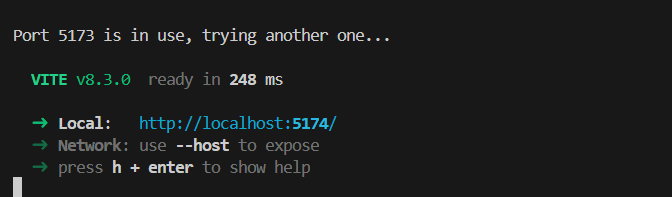 Port 5173 is in use, trying another one...
VITE v8.3.0 ready in 248 ms
➜ Local: http://localhost:5174/
➜ Network: use --host to expose
➜ press h + enter to show help